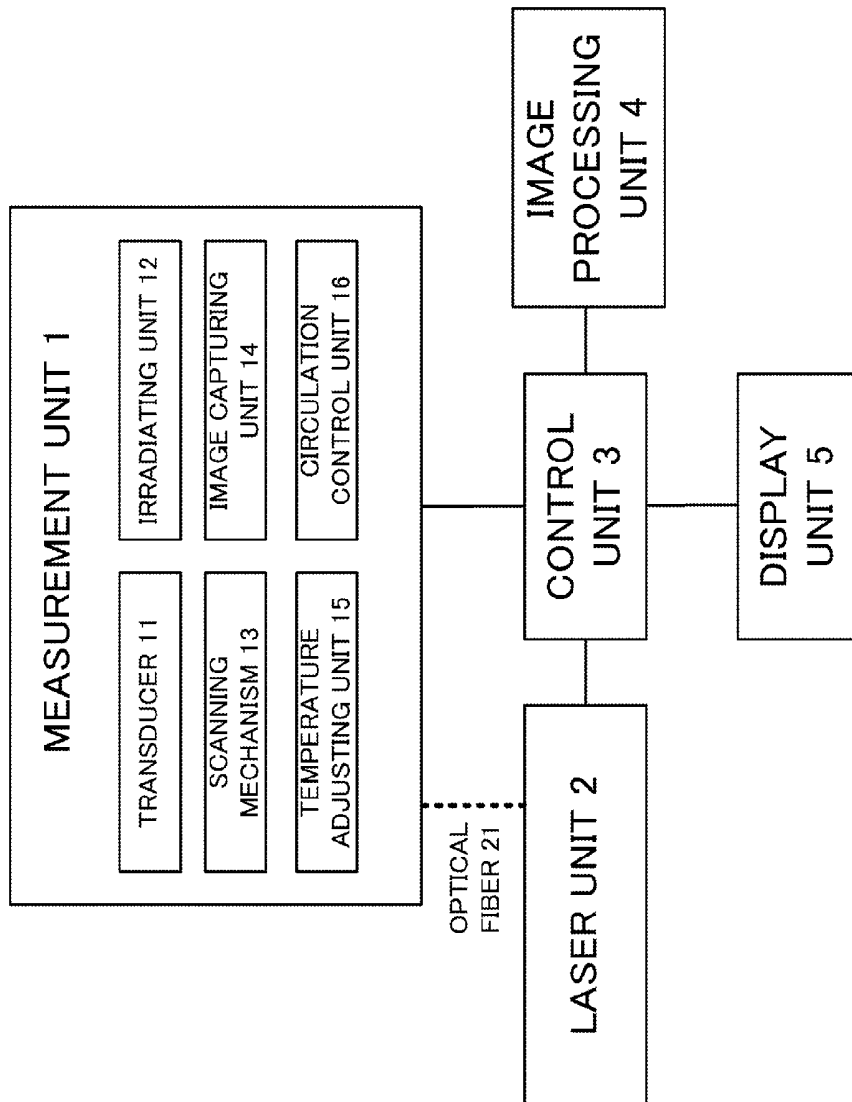 MEASUREMENT UNIT 1
TRANSDUCER 11
IRRADIATING UNIT 12
SCANNING
MECHANISM 13
IMAGE CAPTURING
UNIT 14
TEMPERATURE
ADJUSTING UNIT 15
CIRCULATION
CONTROL UNIT 16
OPTICAL
FIBER 21
LASER UNIT 2
CONTROL
UNIT 3
IMAGE
PROCESSING
UNIT 4
DISPLAY
UNIT 5